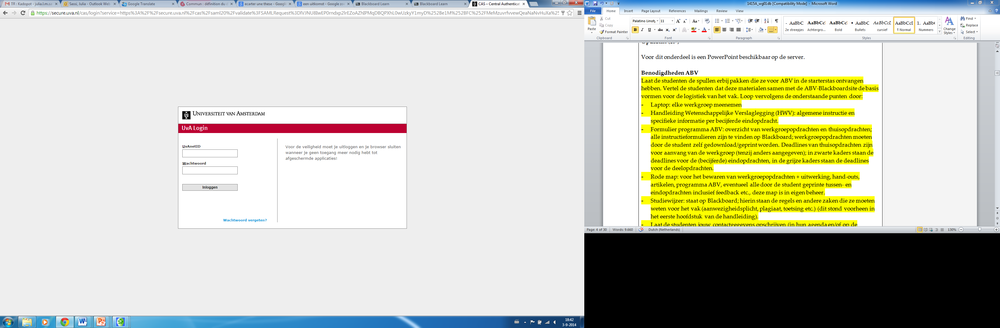 TR : Kadopot - julia.l.m.sa
Sassi, Julia - Outlook Web
Google Translate
Commun : définition du d
ecarter une these - Google
een uitkomst - Google zoe
Blackboard Learn
Blackboard Learn
CAS – Central Authenticat
https://secure.uva.nl/cas/login?service=https%3A%2F%2Fsecure.uva.nl%2Fcas%2Fsaml20%2Fvalidate%3FSAMLRequest%3DlVJNU8IwEP0rndxp2lrEZoAZhIPMqDBQPXhL0wUzkyY1myD%252Be1M%252BFC%252FMeMzuvrfvvewQeaNaNvHuXa%25
UNIVERSITEIT VAN AMSTERDAM
UvA Login
UvAnetID
Wachtwoord
Inloggen
Wachtwoord vergeten?
Voor de veiligheid moet je uitloggen en je browser sluiten
wanneer je geen toegang meer nodig hebt tot
afgeschermde applicaties!
18:42
3-9-2014
1415A_wg01db [Compatibility Mode] - Microsoft Word
File Home Insert Page Layout References Mailings Review View
Paste
Cut
Copy
Format Painter
Clipboard
Palatino Linoty 11
Font
Paragraph
- AaBbC AaBbCc AaBbCc • AaBbC AaBbCcL AaBbCcI 1. AaBb
2e streepjes Achtergro... Bold Bullets cursief ¶ Normal Nummers
Change Styles
Styles
Find
Replace
Select
Editing
Voor dit onderdeel is een PowerPoint beschikbaar op de server.
Benodigdheden ABV
Laat de studenten de spullen erbij pakken die ze voor ABV in de starterstas ontvangen
hebben. Vertel de studenten dat deze materialen samen met de ABV-Blackboardsite de basis
vormen voor de logistiek van het vak. Loop vervolgens de onderstaande punten door:
- Laptop: elke werkgroep meenemen
- Handleiding Wetenschappelijke Verslaglegging (HWV): algemene instructie en
specifieke informatie per becijferde eindopdracht.
- Formulier programma ABV: overzicht van werkgroepopdrachten en thuisopdrachten;
alle instructieformulieren zijn te vinden op Blackboard; werkgroepopdrachten moeten
door de student zelf gedownload/geprint worden. Deadlines van thuisopdrachten zijn
voor aanvang van de werkgroep (tenzij anders aangegeven); in zwarte kaders staan de
deadlines voor de (becijferde) eindopdrachten, in de grijze kaders staan de deadlines
voor de deelopdrachten.
- Rode map: voor het bewaren van werkgroepopdrachten + uitwerking, hand-outs,
artikelen, programma ABV, eventueel alle door de student geprinte tussen- en
eindopdrachten inclusief feedback etc., deze map is in eigen beheer.
- Studiewijzer: staat op Blackboard; hierin staan de regels en andere zaken die ze moeten
weten voor het vak (aanwezigheidsplicht, plagiaat, toetsing etc.) (dit stond voorheen in
het eerste hoofdstuk van de handleiding).
- Laat de studenten jouw contactgegevens opschrijven (in hun agenda en/of op de
Page: 4 of 30 Words: 9.660 Dutch (Netherlands) 130%